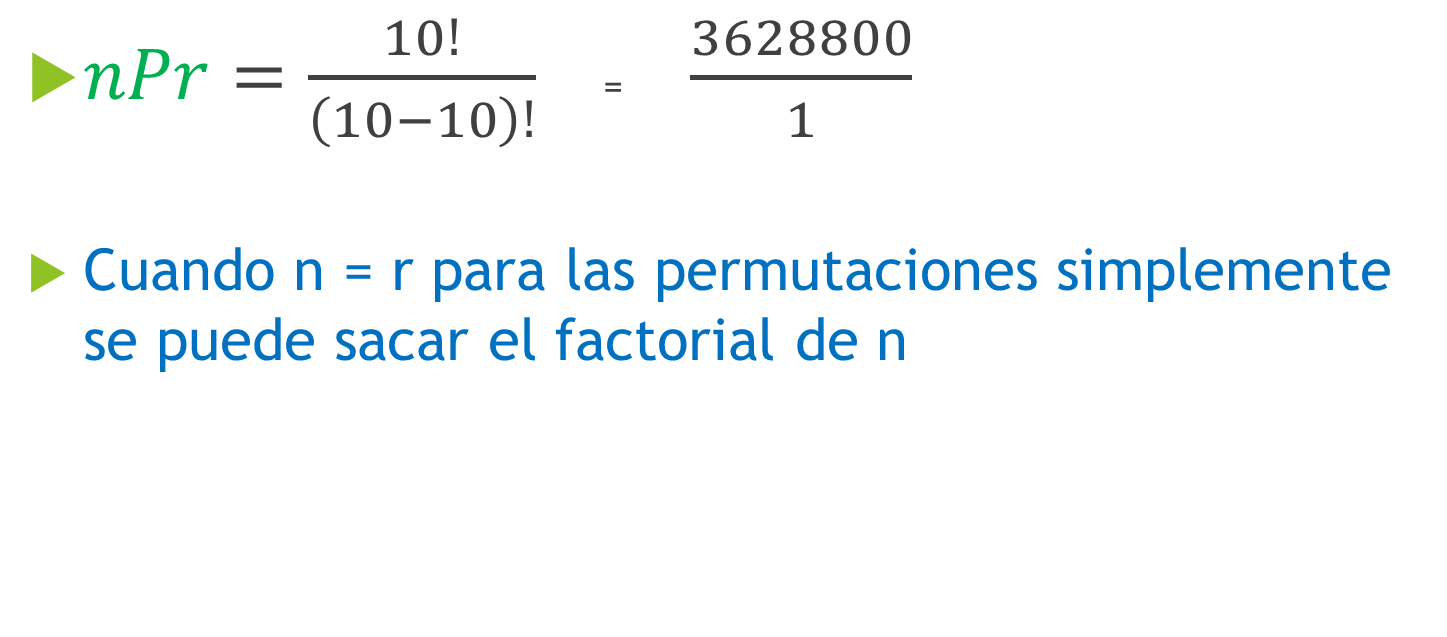 nPr = 10!/(10−10)! = 3628800/1
Cuando n = r para las permutaciones simplemente
se puede sacar el factorial de n